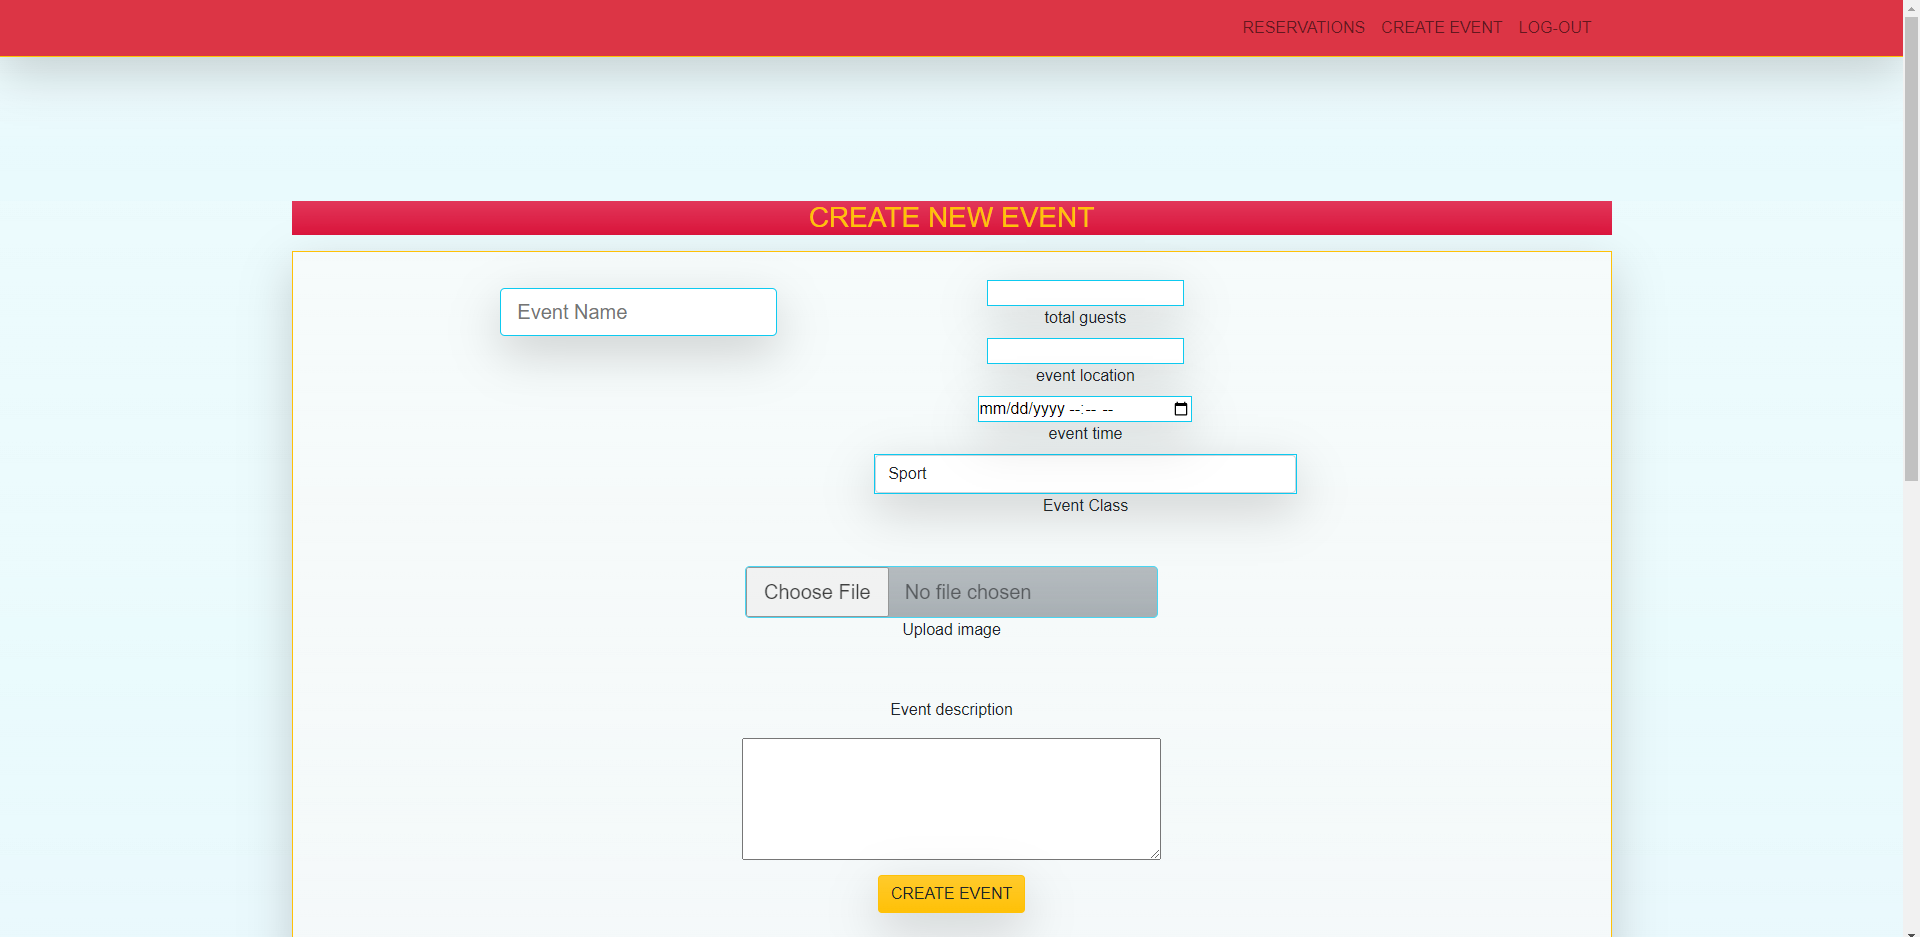 RESERVATIONS CREATE EVENT LOG-OUT
CREATE NEW EVENT
Event Name
total guests
event location
mm/dd/yyyy --:-- --
event time
Sport
Event Class
Choose File No file chosen
Upload image
Event description
CREATE EVENT